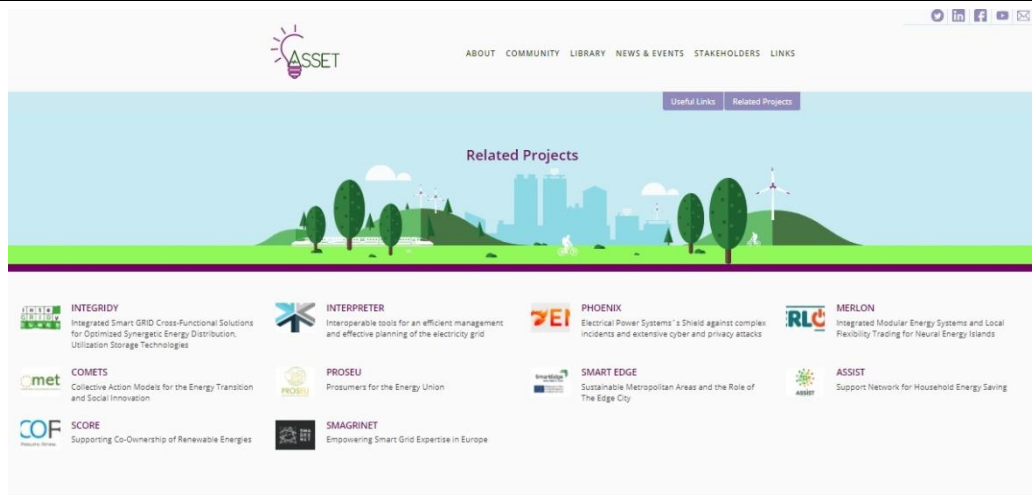 ASSET
ABOUT COMMUNITY LIBRARY NEWS & EVENTS STAKEHOLDERS LINKS
Useful Links Related Projects
Related Projects
INTEGRIDY
Integrated Smart GRID Cross-Functional Solutions
for Optimized Synergetic Energy Distribution,
Utilization Storage Technologies
INTERPRETER
Interoperable tools for an efficient management
and effective planning of the electricity grid
PHOENIX
Electrical Power Systems`s Shield against complex
incidents and extensive cyber and privacy attacks
ERLO
MERLON
Integrated Modular Energy Systems and Local
Flexibility Trading for Neural Energy Islands
omet
COMETS
Collective Action Models for the Energy Transition
and Social Innovation
PROSEU
PROSEU
Prosumers for the Energy Union
SmartEdge
SMART EDGE
Sustainable Metropolitan Areas and the Role of
The Edge City
ASSIST
ASSIST
Support Network for Household Energy Saving
COF
SCORE
Supporting Co-Ownership of Renewable Energies
SMAGRINET
Empowering Smart Grid Expertise in Europe